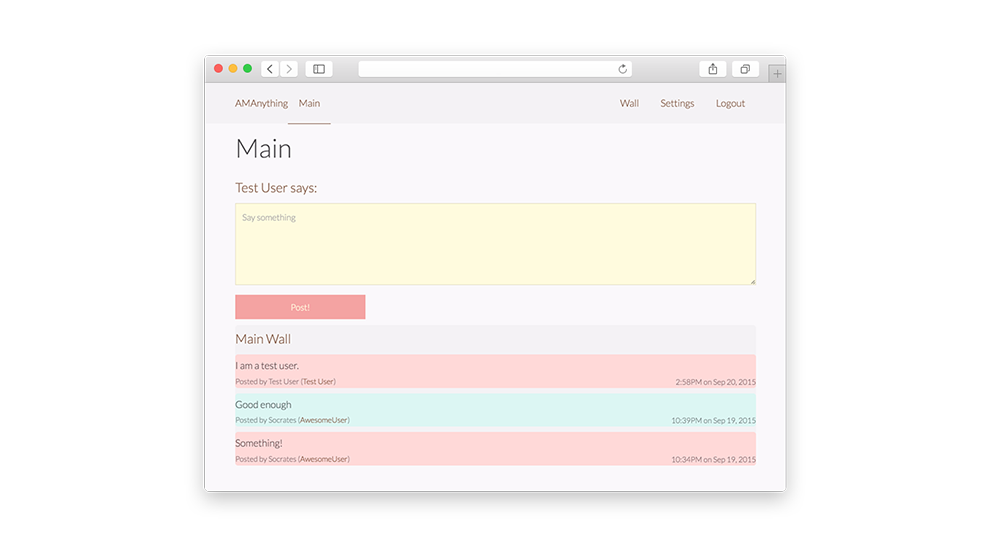 AMAnything Main Wall Settings Logout
Main
Test User says:
Say something
Post!
Main Wall
I am a test user.
Posted by Test User (Test User) 2:58PM on Sep 20, 2015
Good enough
Posted by Socrates (AwesomeUser) 10:39PM on Sep 19, 2015
Something!
Posted by Socrates (AwesomeUser) 10:34PM on Sep 19, 2015